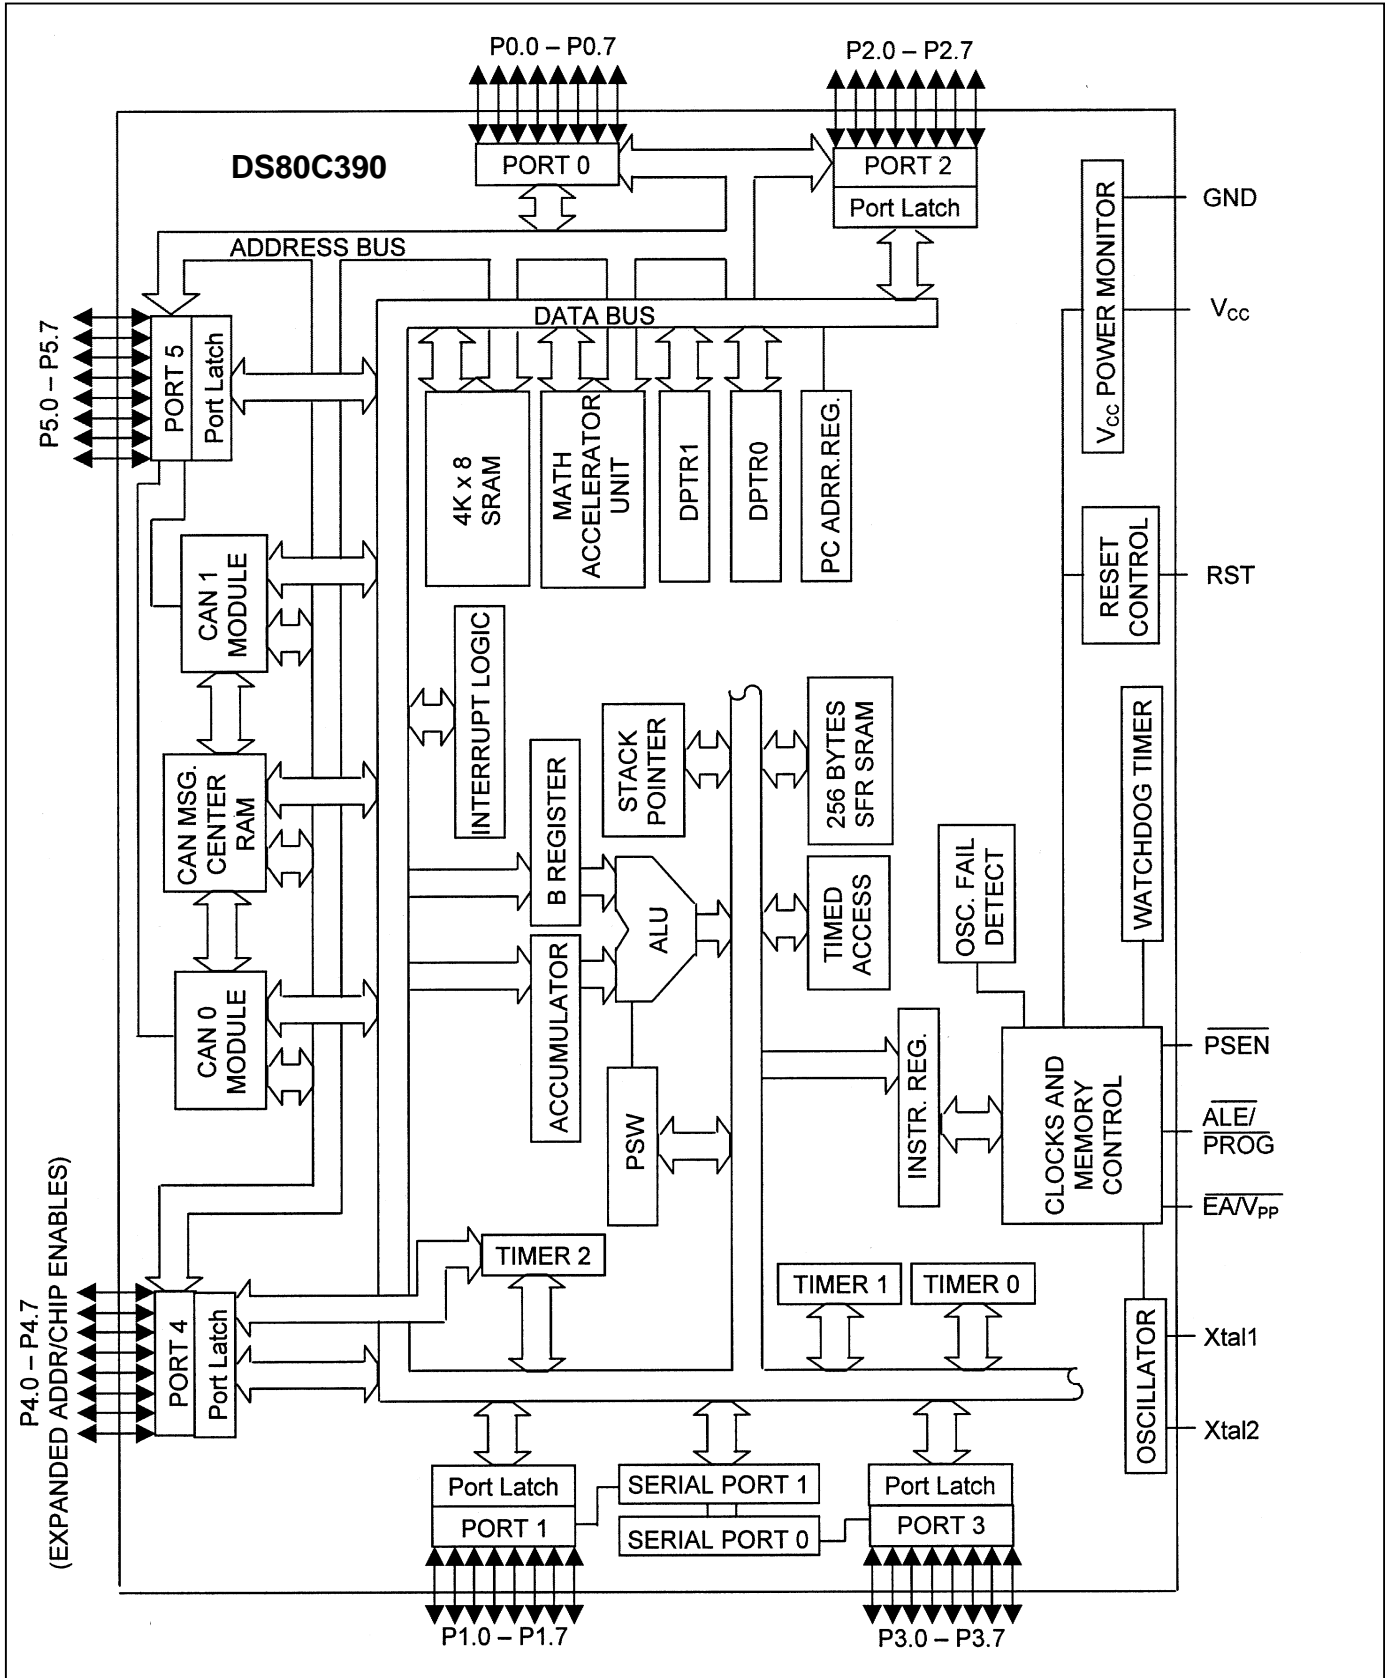 P0.0 – P0.7
P2.0 – P2.7
DS80C390
PORT 0
PORT 2
Port Latch
GND
ADDRESS BUS
VCC POWER MONITOR
VCC
DATA BUS
P5.0 – P5.7
PORT 5
Port Latch
4K x 8
SRAM
MATH
ACCELERATOR
UNIT
DPTR1
DPTR0
PC ADRR.REG.
RESET
CONTROL
RST
CAN 1
MODULE
INTERRUPT LOGIC
STACK
POINTER
256 BYTES
SFR SRAM
WATCHDOG TIMER
CAN MSG.
CENTER
RAM
B REGISTER
ALU
TIMED
ACCESS
OSC. FAIL
DETECT
CAN 0
MODULE
ACCUMULATOR
PSW
INSTR. REG.
CLOCKS AND
MEMORY
CONTROL
PSEN
ALE/
PROG
EA/VPP
P4.0 – P4.7
(EXPANDED ADDR/CHIP ENABLES)
PORT 4
Port Latch
TIMER 2
TIMER 1
TIMER 0
OSCILLATOR
Xtal1
Xtal2
Port Latch
PORT 1
SERIAL PORT 1
SERIAL PORT 0
Port Latch
PORT 3
P1.0 – P1.7
P3.0 – P3.7